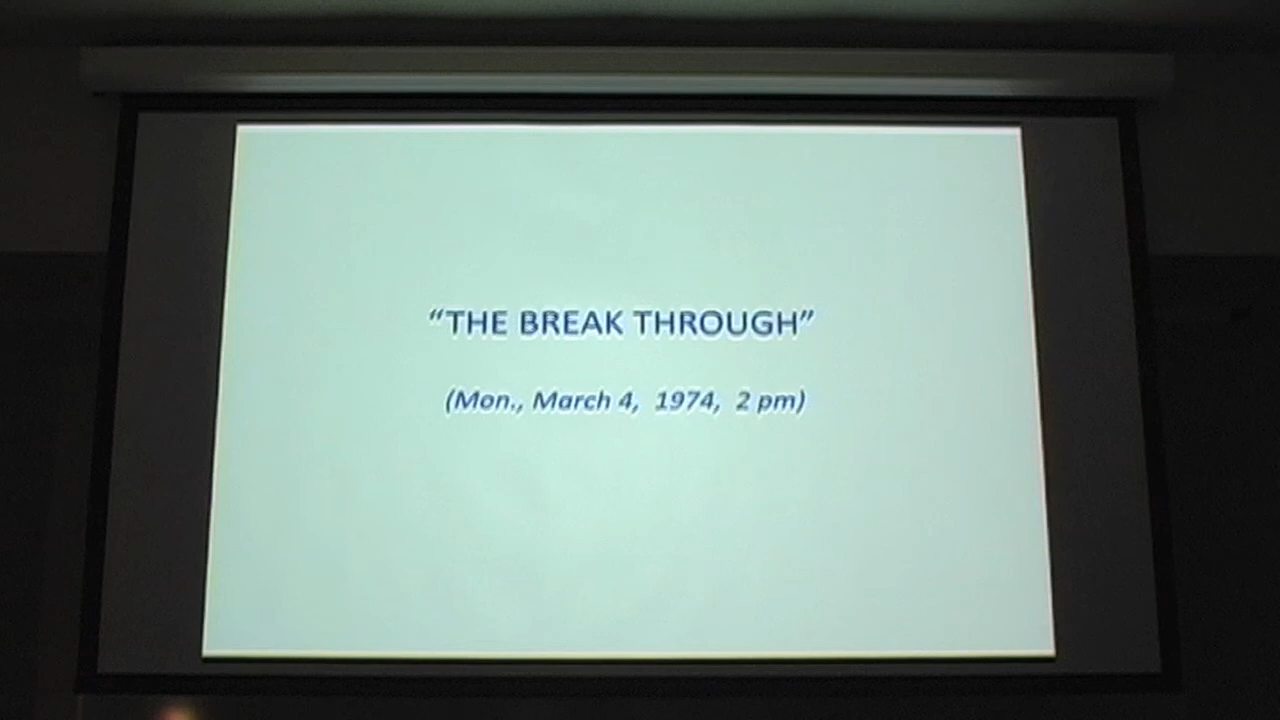 “THE BREAK THROUGH”
(Mon., March 4, 1974, 2 pm)